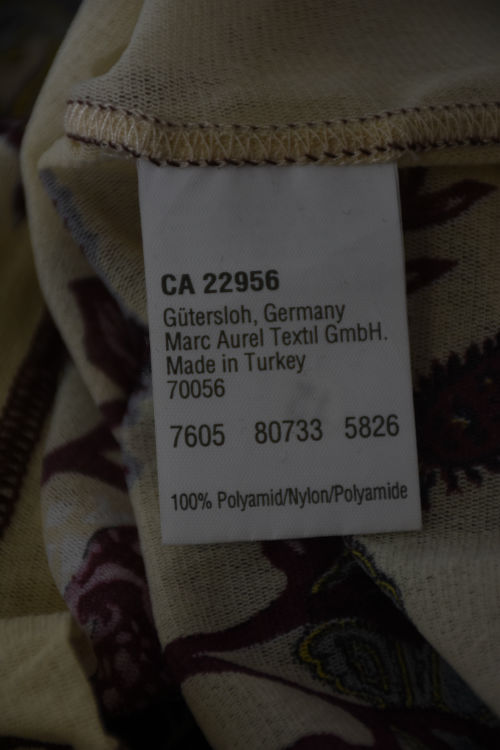 CA 22956
Gütersloh, Germany
Marc Aurel Textil GmbH.
Made in Turkey
70056
7605 80733 5826
100% Polyamid/Nylon/Polyamide